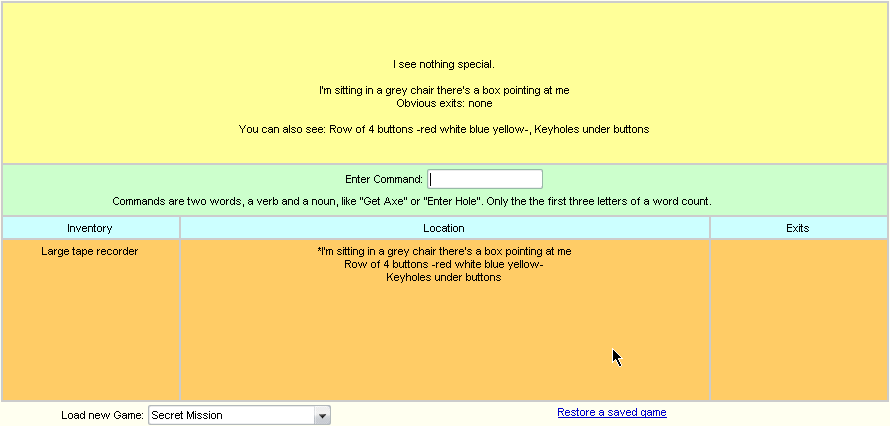 I see nothing special.
I'm sitting in a grey chair there's a box pointing at me
Obvious exits: none
You can also see: Row of 4 buttons -red white blue yellow-, Keyholes under buttons
Enter Command:
Commands are two words, a verb and a noun, like "Get Axe" or "Enter Hole". Only the the first three letters of a word count.
Inventory Location Exits
Large tape recorder *I'm sitting in a grey chair there's a box pointing at me
Row of 4 buttons -red white blue yellow-
Keyholes under buttons
Load new Game: Secret Mission Restore a saved game